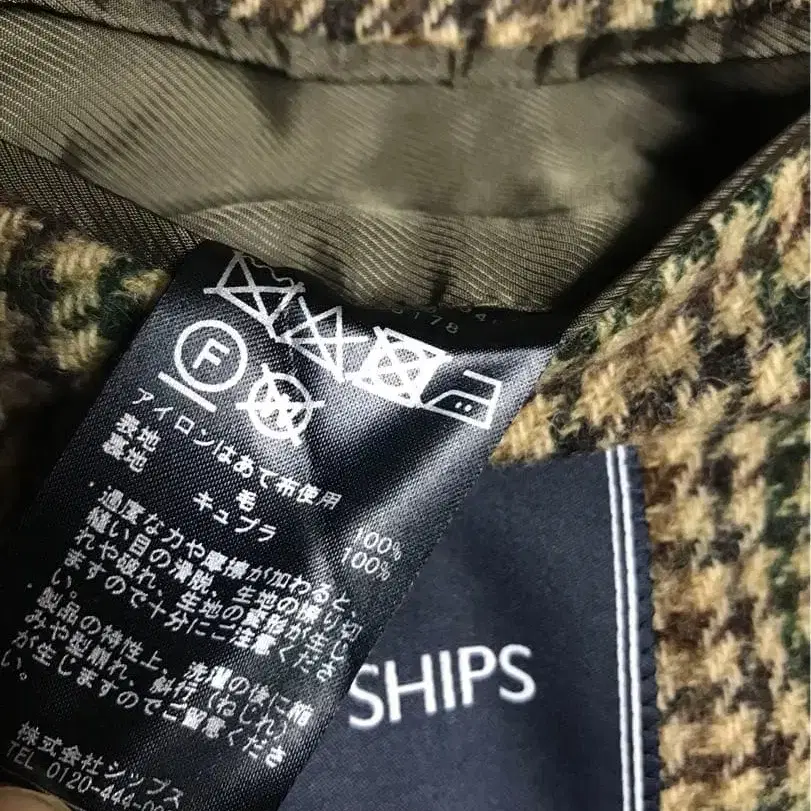 5178
F
W
アイロンはあて布使用
表地 毛 100%
裏地 キュプラ 100%
・過度な力や摩擦が加わると、
縫い目の滑脱、生地の擦り切
れや破れ、生地の変形が生じ
ますので十分にご注意くださ
い。
・製品の特性上、洗濯の後に縮
みや型崩れ、斜行(ねじれ)
が生じますのでご留意くださ
い。
株式会社シップス
TEL 0120-444-
SHIPS